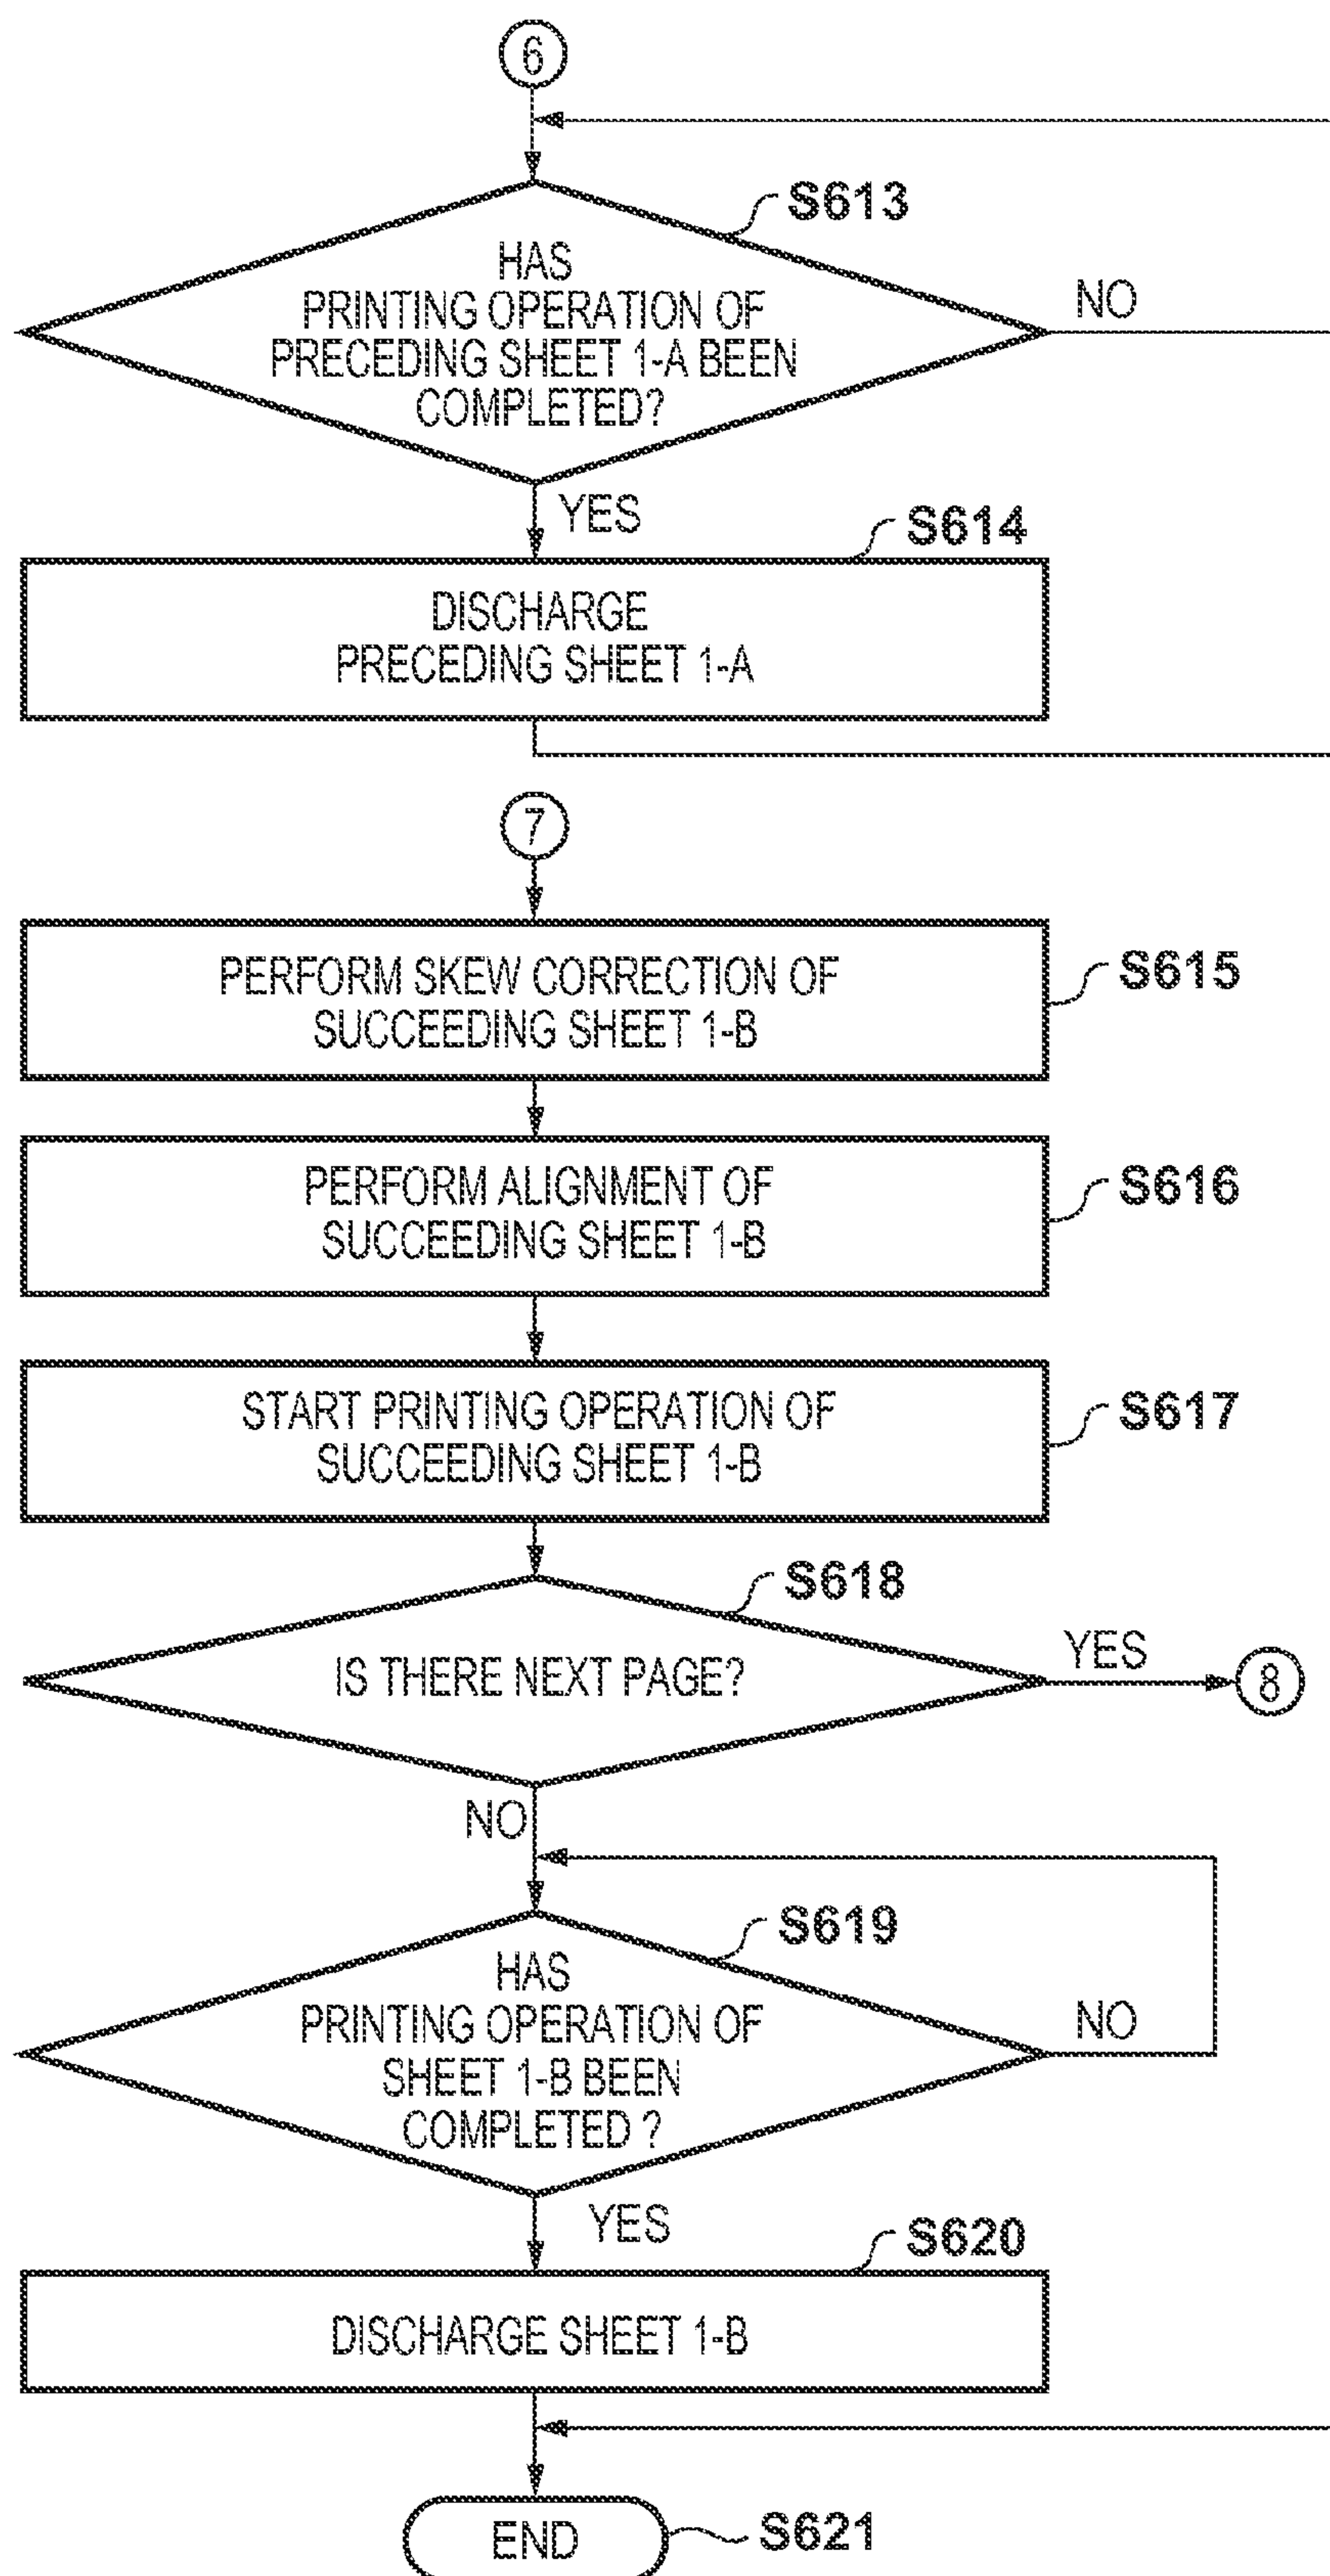 6
S613
HAS
PRINTING OPERATION OF
PRECEDING SHEET 1-A BEEN
COMPLETED?
NO
YES
S614
DISCHARGE
PRECEDING SHEET 1-A
7
PERFORM SKEW CORRECTION OF
SUCCEEDING SHEET 1-B
S615
PERFORM ALIGNMENT OF
SUCCEEDING SHEET 1-B
S616
START PRINTING OPERATION OF
SUCCEEDING SHEET 1-B
S617
S618
IS THERE NEXT PAGE?
YES
8
NO
S619
HAS
PRINTING OPERATION OF
SHEET 1-B BEEN
COMPLETED ?
NO
YES
S620
DISCHARGE SHEET 1-B
END
S621